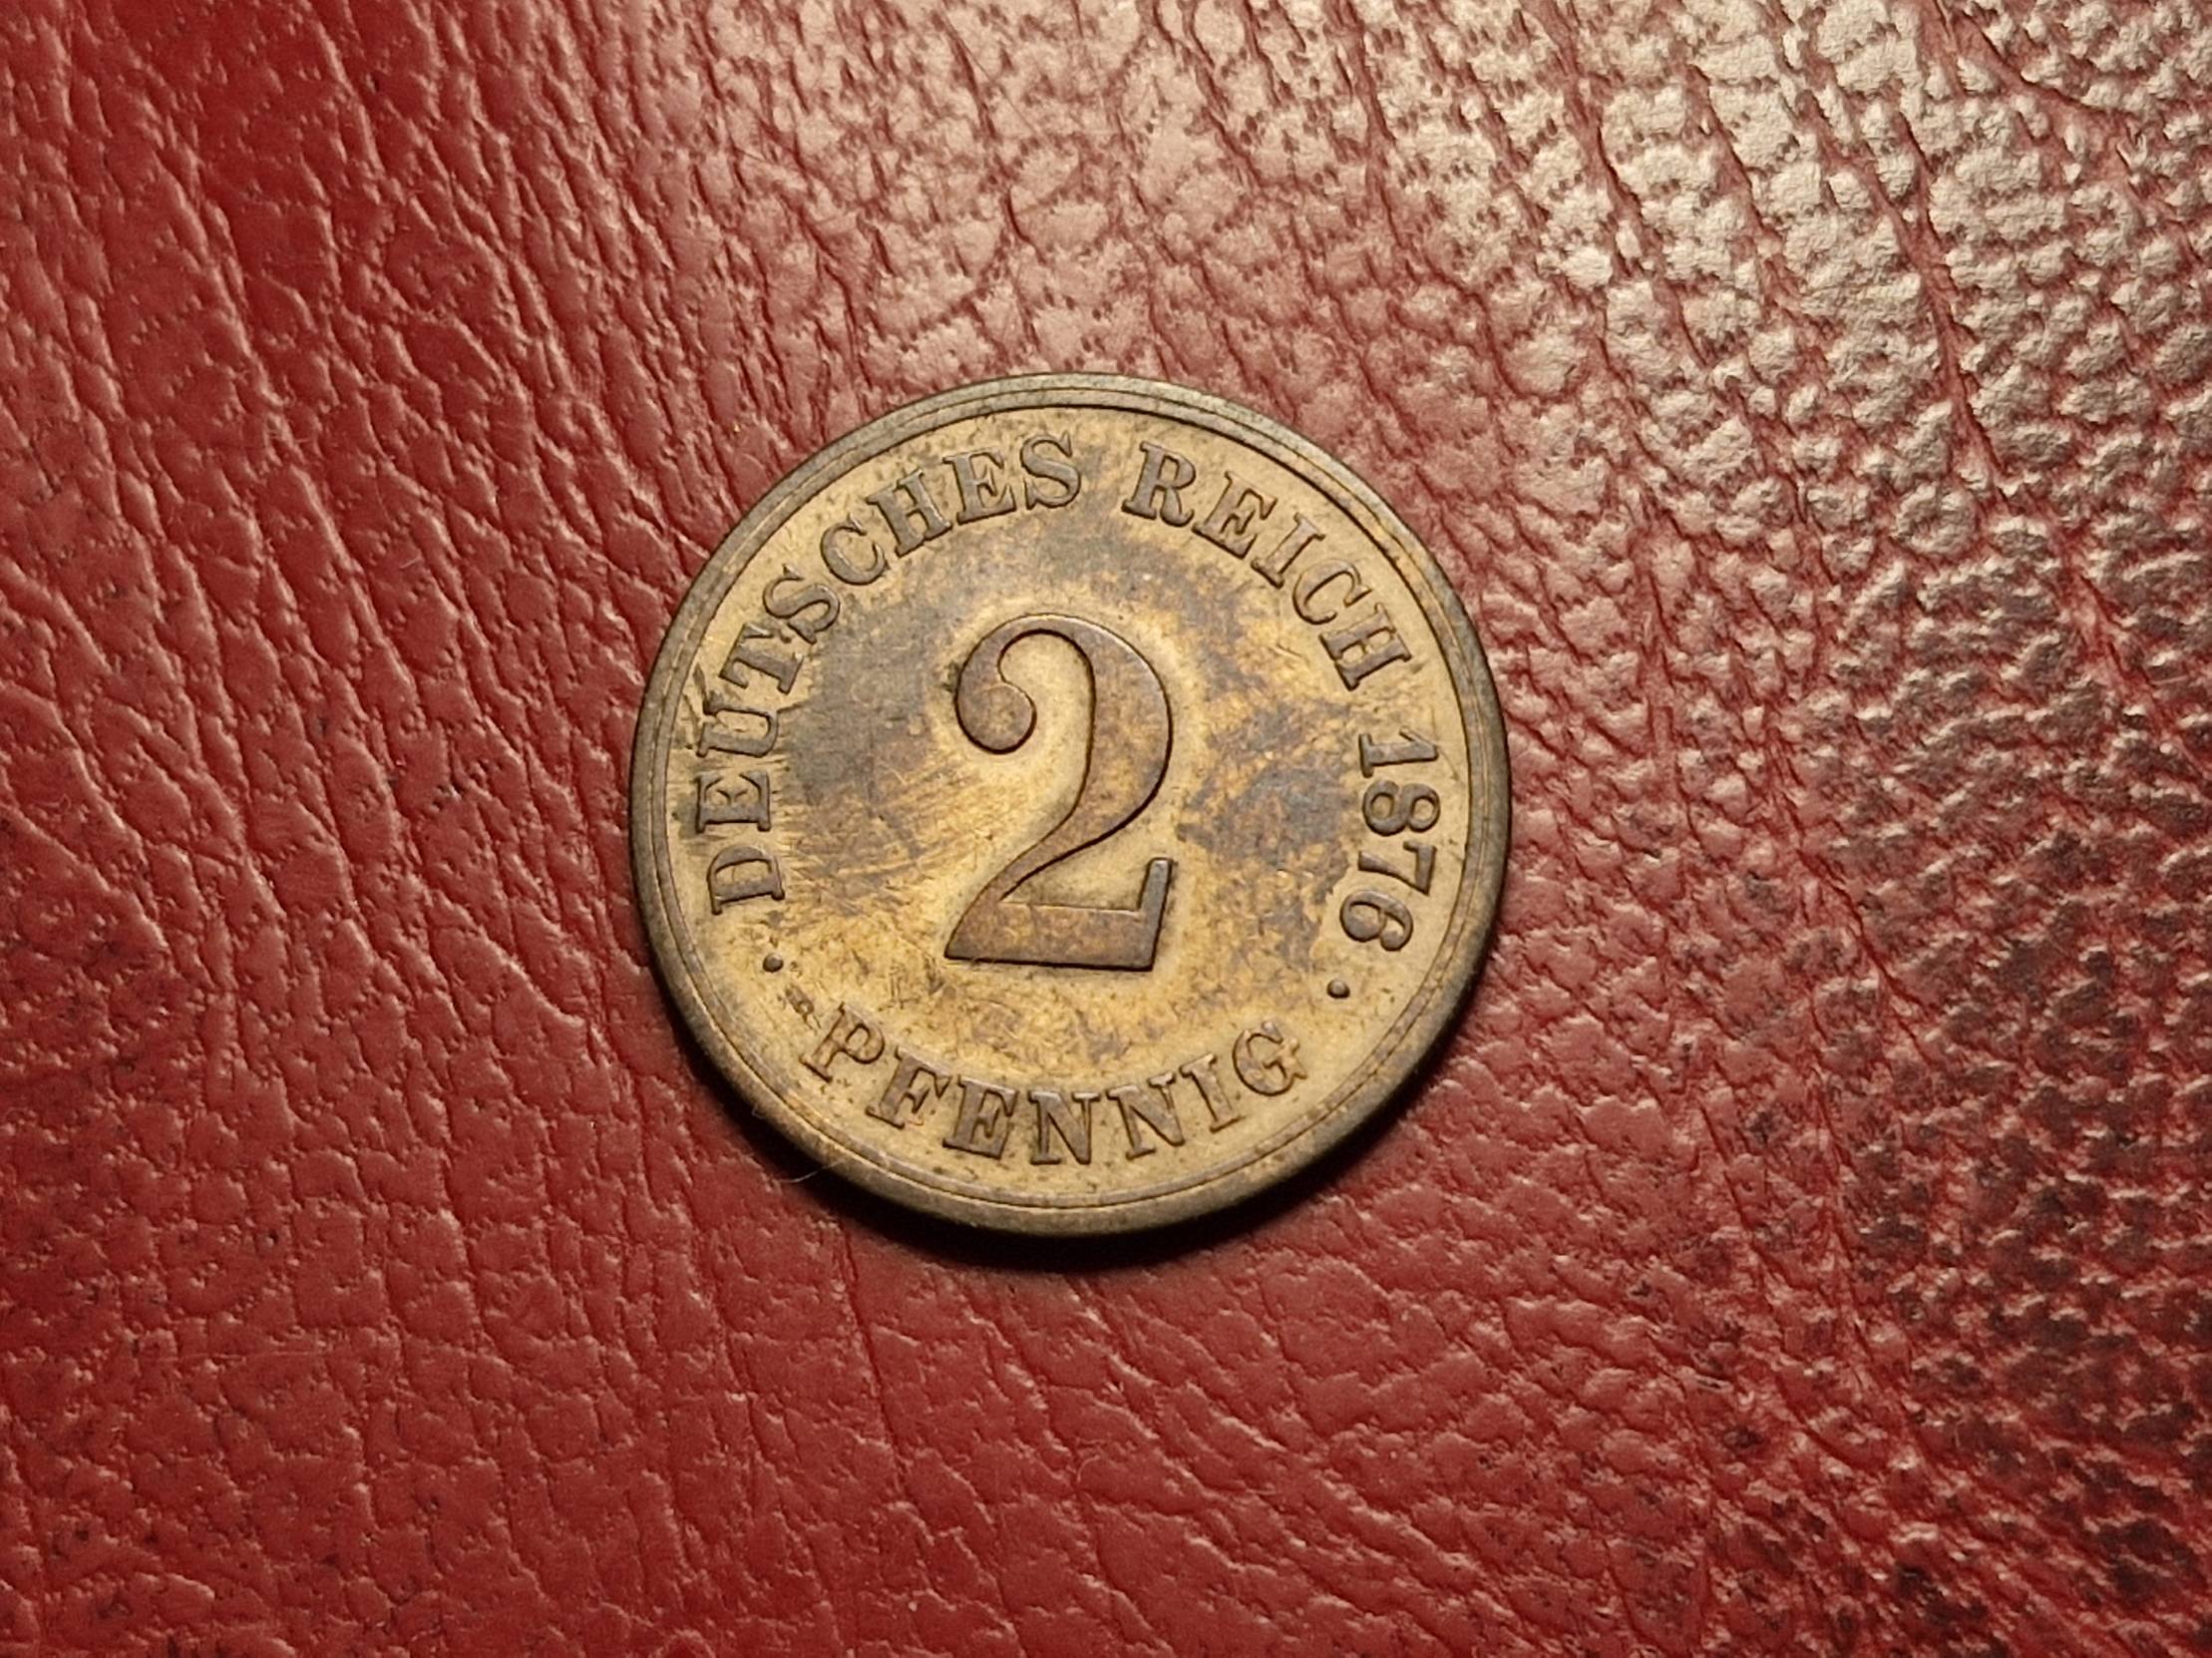 DEUTSCHES REICH 1876
2
PFENNIG